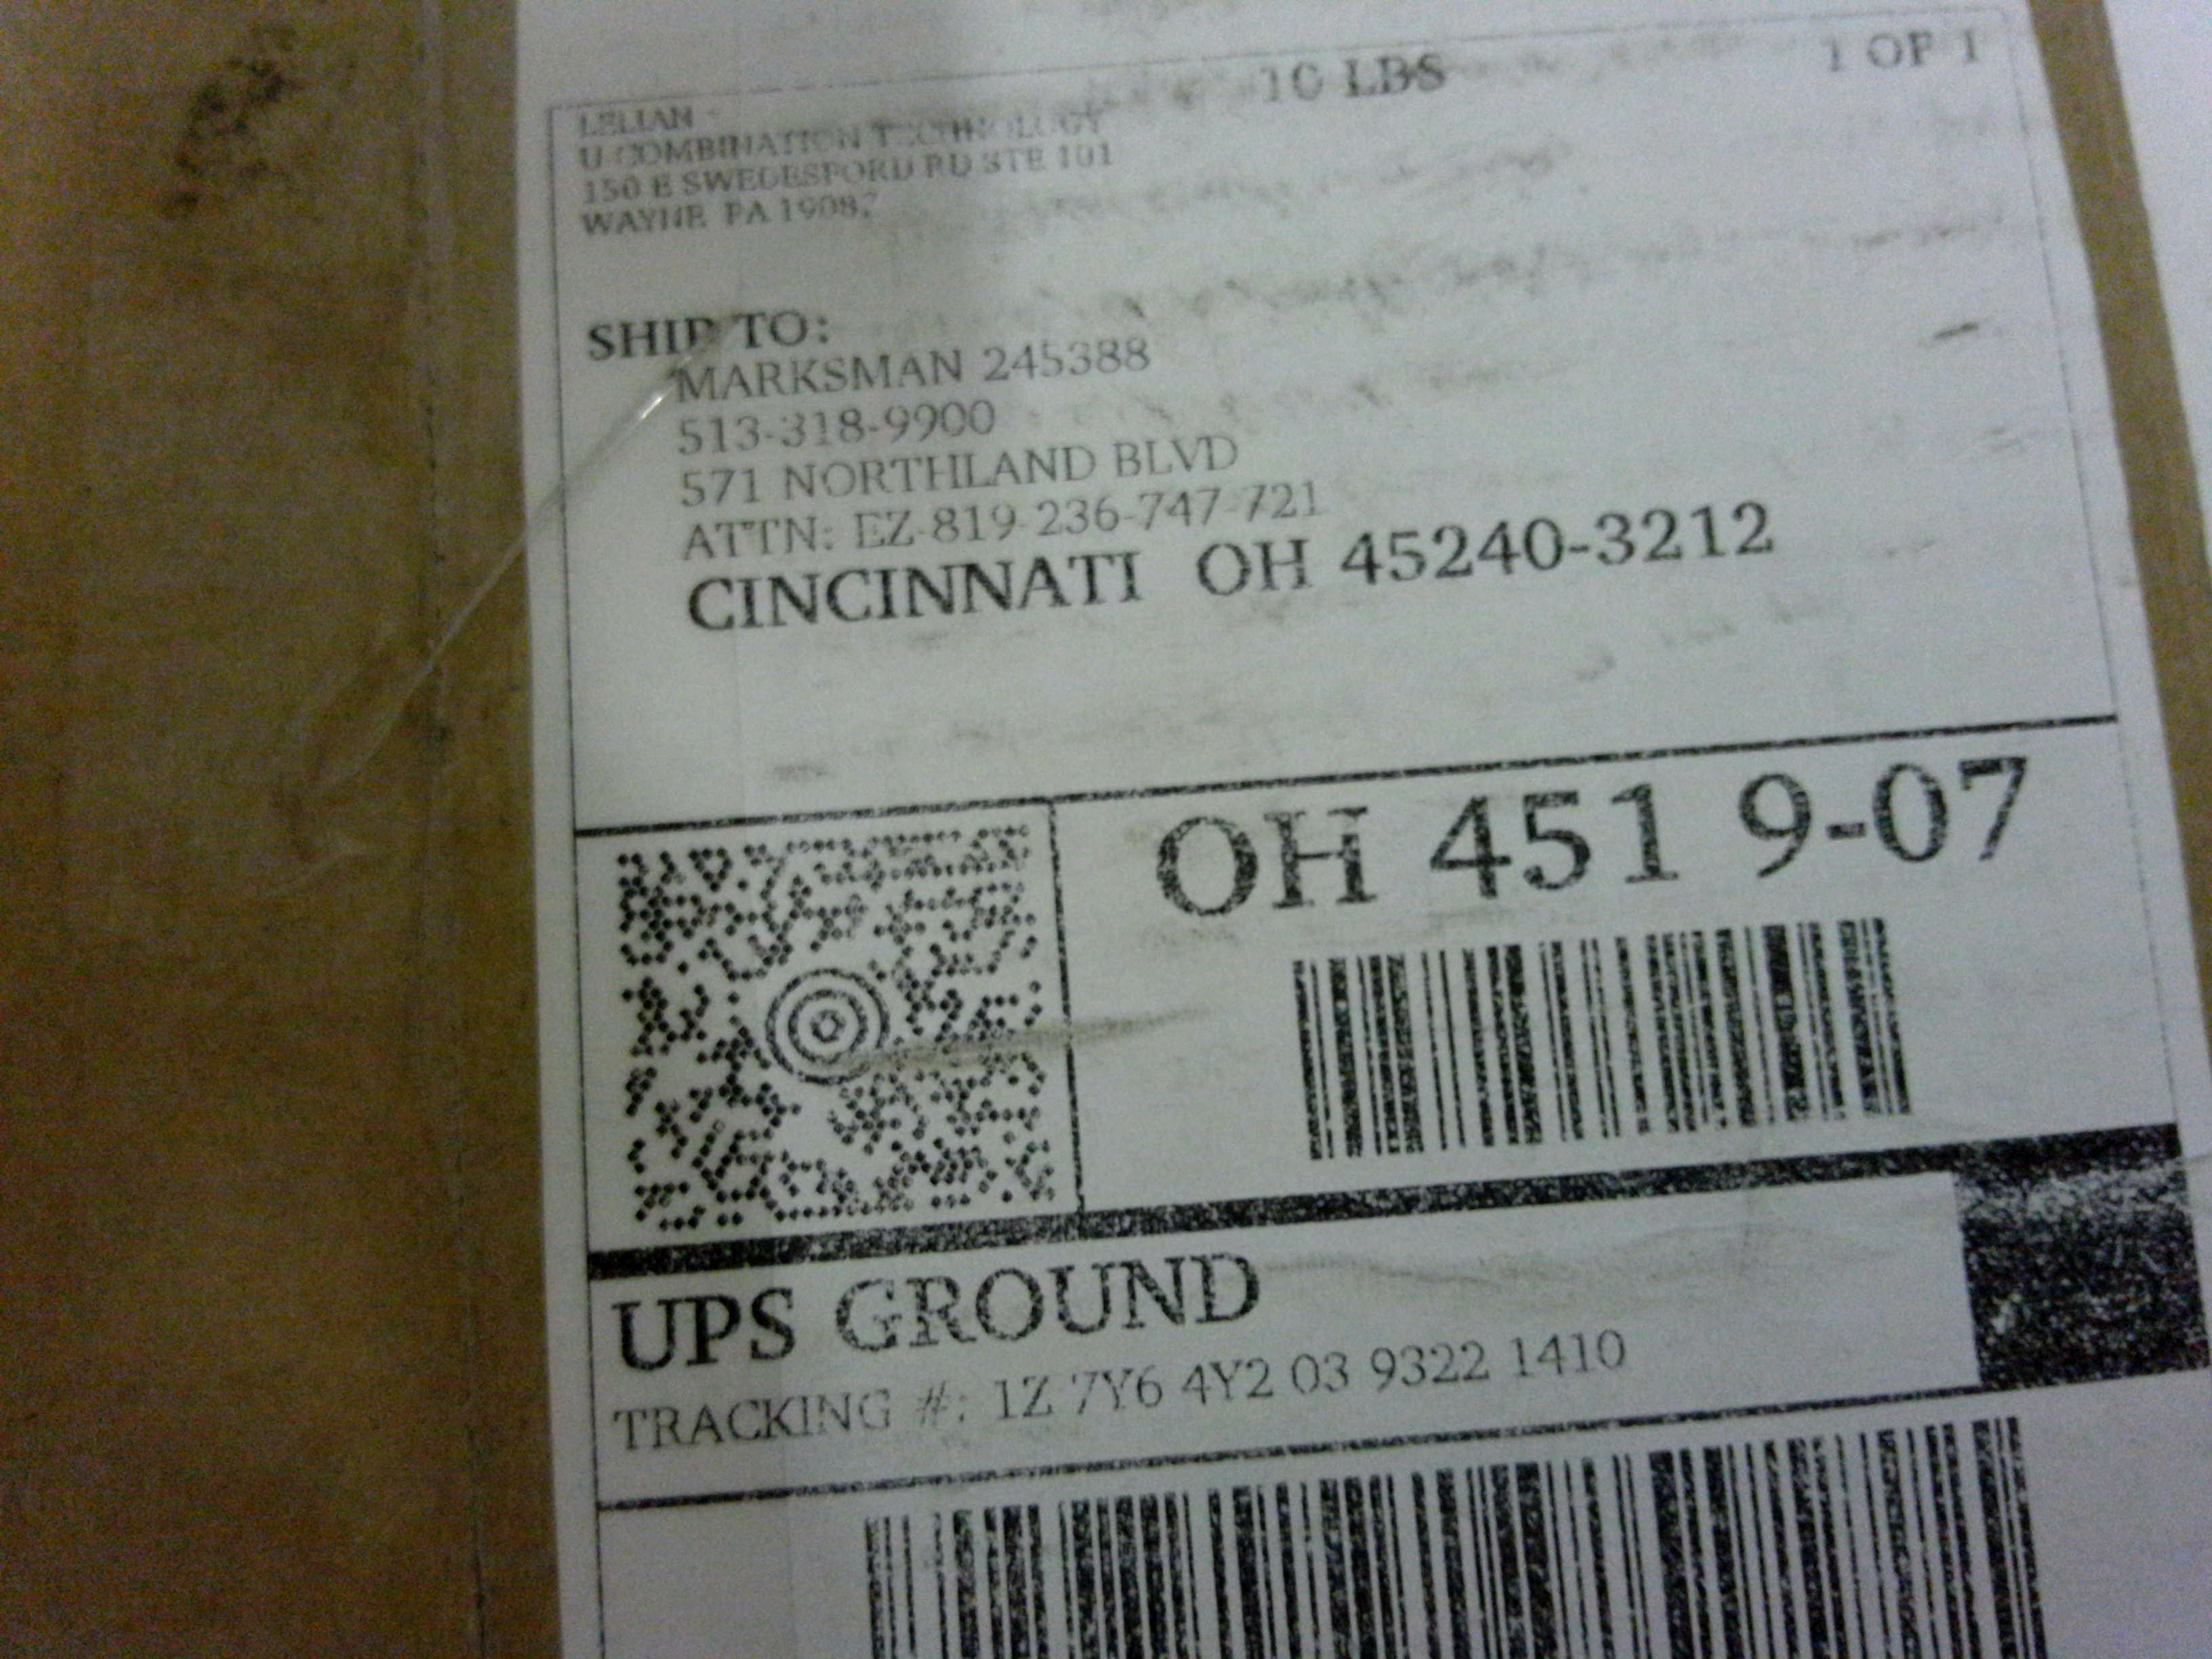 10 LBS
1 OF 1
LELIAN
U COMBINATION TECHNOLOGY
150 E SWEDESFORD RD STE 101
WAYNE PA 19087
SHIP TO:
MARKSMAN 245388
513-318-9900
571 NORTHLAND BLVD
ATTN: EZ-819-236-747-721
CINCINNATI OH 45240-3212
OH 451 9-07
UPS GROUND
TRACKING #: 1Z 7Y6 4Y2 03 9322 1410